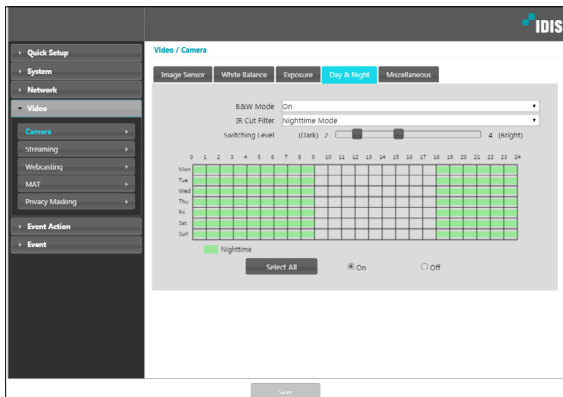 IDIS
Quick Setup
System
Network
Video
Camera
Streaming
Webcasting
MAT
Privacy Masking
Event Action
Event
Video / Camera
Image Sensor White Balance Exposure Day & Night Miscellaneous
B&W Mode On
IR Cut Filter Nighttime Mode
Switching Level (Dark) 2 4 (Bright)
0 1 2 3 4 5 6 7 8 9 10 11 12 13 14 15 16 17 18 19 20 21 22 23 24
Mon
Tue
Wed
Thu
Fri
Sat
Sun
Nighttime
Select All On Off
Save